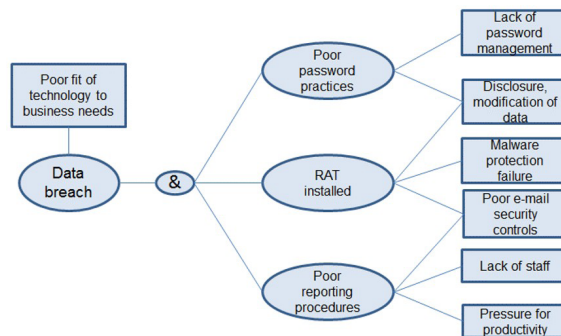 Poor fit of
technology to
business needs
Data
breach
&
Poor
password
practices
RAT
installed
Poor
reporting
procedures
Lack of
password
management
Disclosure,
modification of
data
Malware
protection
failure
Poor e-mail
security
controls
Lack of staff
Pressure for
productivity